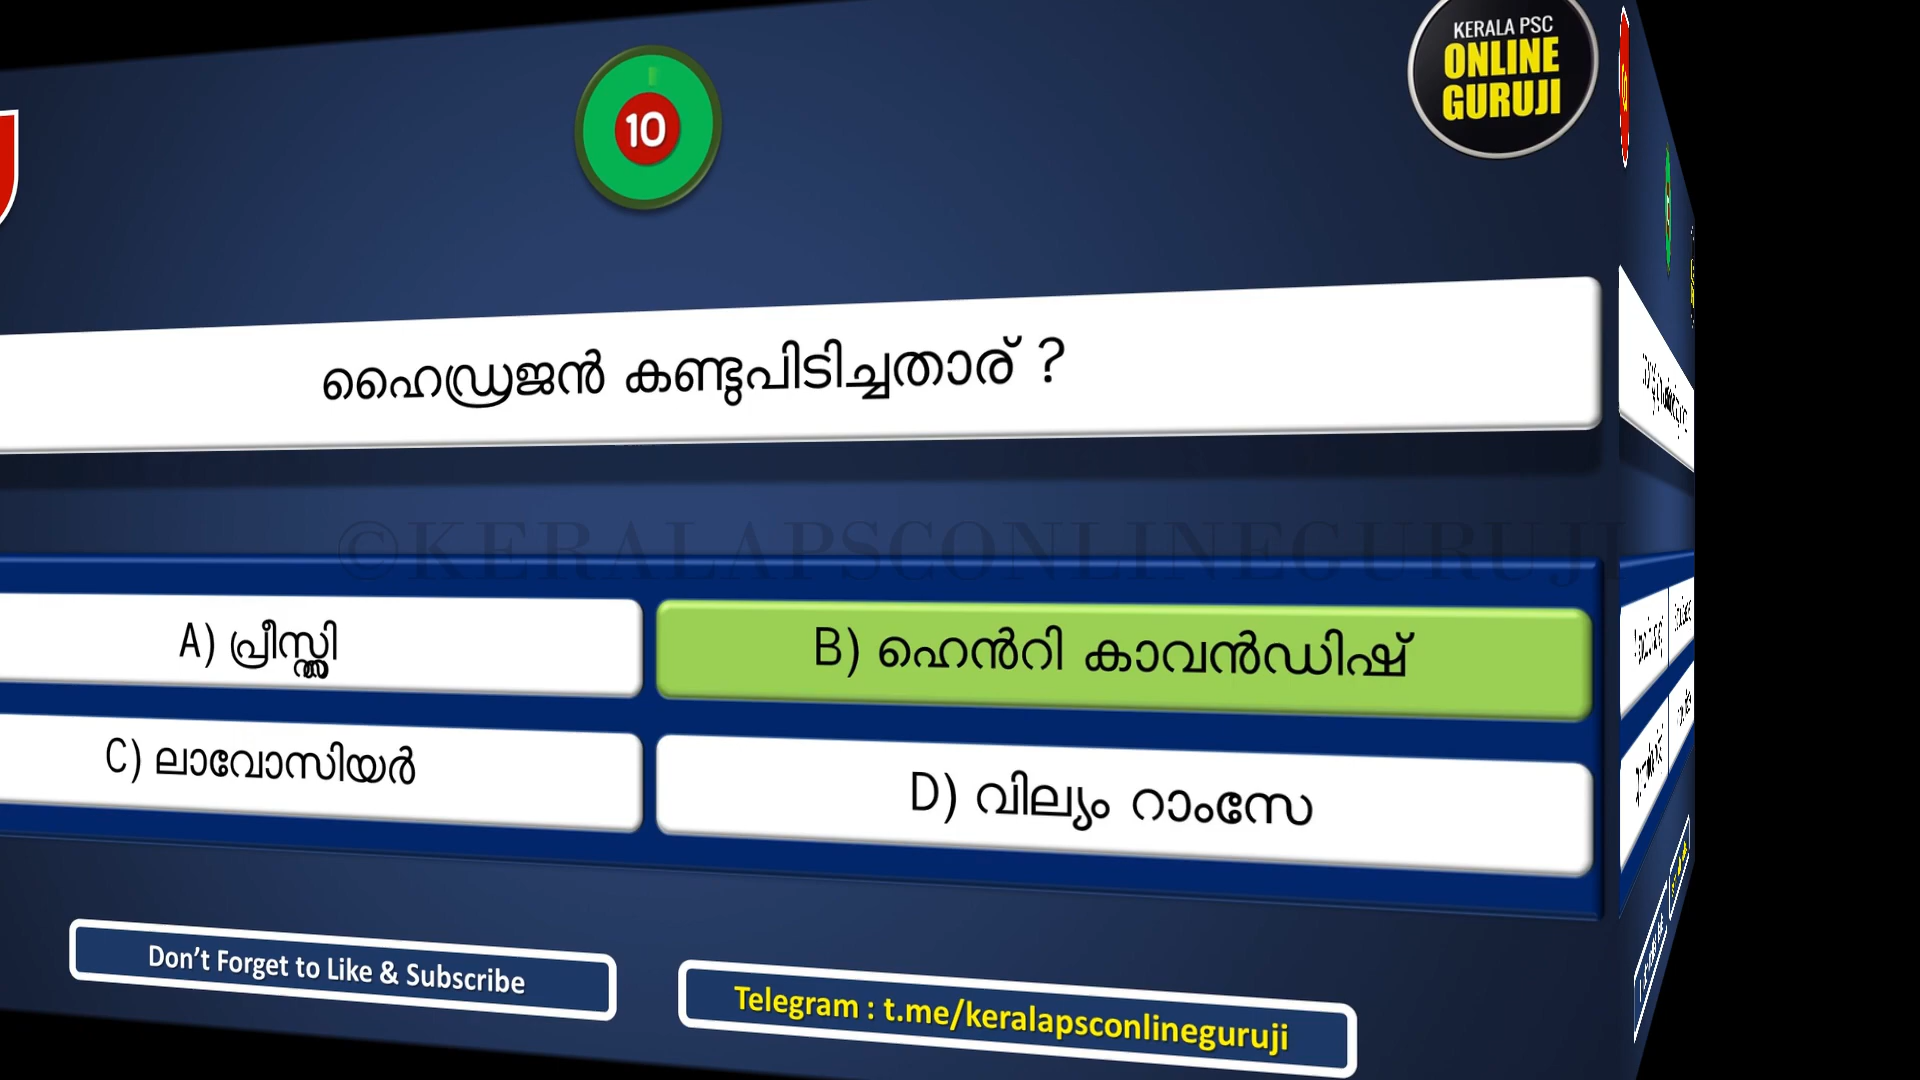 KERALA PSC
ONLINE
GURUJI
10
ഹൈഡ്രജൻ കണ്ടുപിടിച്ചതാര് ?
©KERALAPSCONLINEGURUJI
A) പ്രീസ്റ്റ്ലി
B) ഹെൻറി കാവൻഡിഷ്
C) ലാവോസിയർ
D) വില്യം റാംസേ
Don’t Forget to Like & Subscribe
Telegram : t.me/keralapsconlineguruji